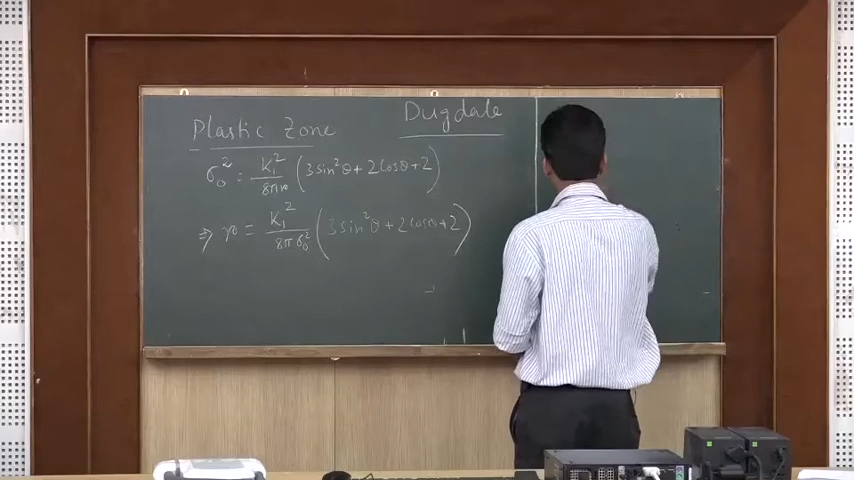 Dugdale
Plastic Zone
σ₀² = K₁²/8πr₀ (3sin²θ + 2Cosθ + 2)
⇒ r₀ = K₁²/8πσ₀² (3sin²θ + 2Cosθ + 2)